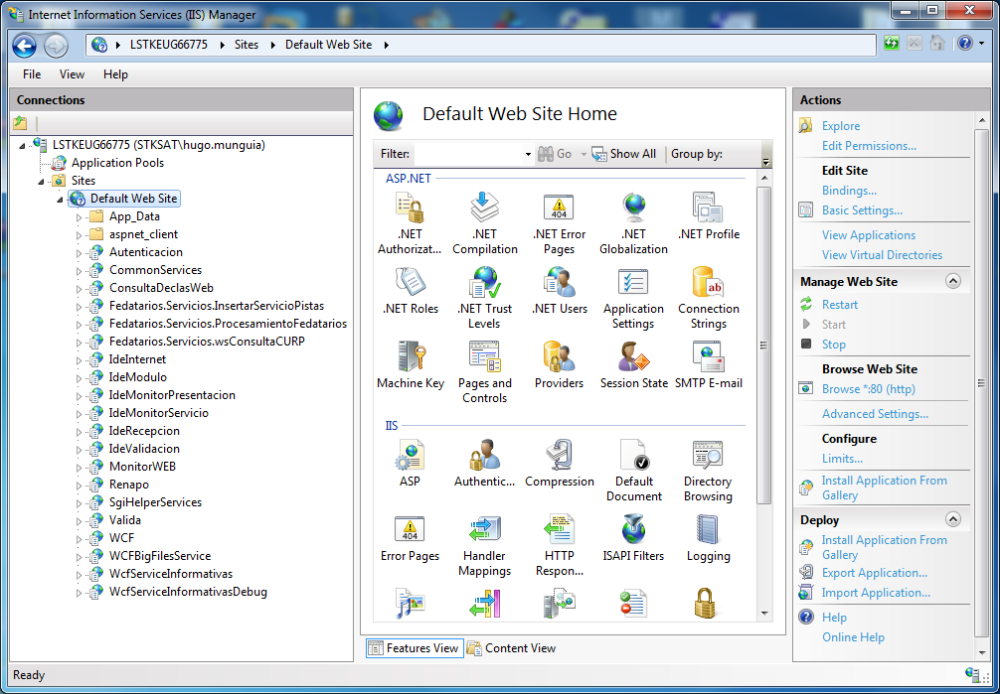 Internet Information Services (IIS) Manager
LSTKEUG66775 Sites Default Web Site
File View Help
Connections
LSTKEUG66775 (STKSAT\hugo.munguia)
Application Pools
Sites
Default Web Site
App_Data
aspnet_client
Autenticacion
CommonServices
ConsultaDeclasWeb
Fedatarios.Servicios.InsertarServicioPistas
Fedatarios.Servicios.ProcesamientoFedatarios
Fedatarios.Servicios.wsConsultaCURP
IdeInternet
IdeModulo
IdeMonitorPresentacion
IdeMonitorServicio
IdeRecepcion
IdeValidacion
MonitorWEB
Renapo
SgiHelperServices
Valida
WCF
WCFBigFilesService
WcfServiceInformativas
WcfServiceInformativasDebug
Default Web Site Home
Filter: Go Show All Group by:
ASP.NET
.NET Authorizat...
.NET Compilation
.NET Error Pages
404
.NET Globalization
.NET Profile
.NET Roles
.NET Trust Levels
.NET Users
Application Settings
ab
Connection Strings
Machine Key
Pages and Controls
Providers
Session State
SMTP E-mail
IIS
ASP
Authentic...
Compression
Default Document
Directory Browsing
404
Error Pages
Handler Mappings
HTTP Respon...
ISAPI Filters
Logging
Features View Content View
Actions
Explore
Edit Permissions...
Edit Site
Bindings...
Basic Settings...
View Applications
View Virtual Directories
Manage Web Site
Restart
Start
Stop
Browse Web Site
Browse *:80 (http)
Advanced Settings...
Configure
Limits...
Install Application From
Gallery
Deploy
Install Application From
Gallery
Export Application...
Import Application...
Help
Online Help
Ready